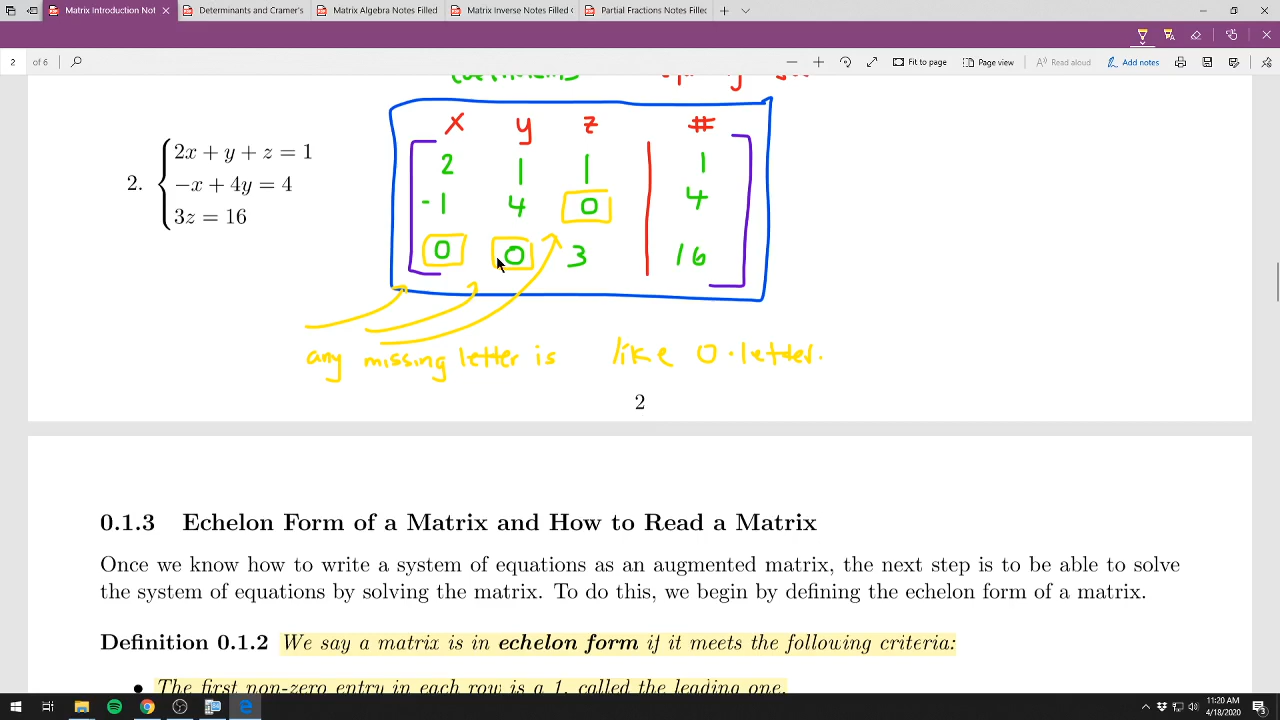 Matrix Introduction Not
Determinants and Cramer's
Matrix Algebra Notes Filled
Matrix Inverse Notes Filled
Partial Fractions Notes Filled
2 of 6
Fit to page
Page view
Read aloud
Add notes
x y z #
2 1 1 1
-1 4 0 4
0 0 3 16
2. 2x + y + z = 1
−x + 4y = 4
3z = 16
any missing letter is like 0·letter.
2
0.1.3 Echelon Form of a Matrix and How to Read a Matrix
Once we know how to write a system of equations as an augmented matrix, the next step is to be able to solve
the system of equations by solving the matrix. To do this, we begin by defining the echelon form of a matrix.
Definition 0.1.2 We say a matrix is in echelon form if it meets the following criteria:
• The first non-zero entry in each row is a 1, called the leading one.
11:20 AM
4/18/2020